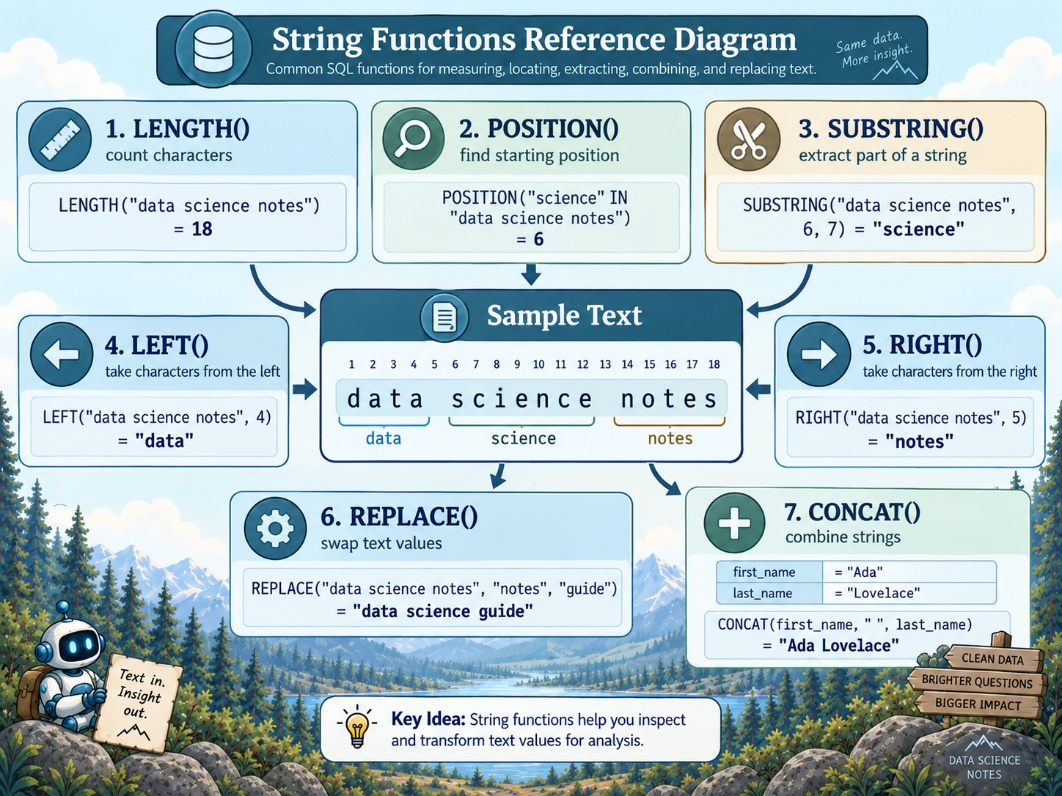 String Functions Reference Diagram
Common SQL functions for measuring, locating, extracting, combining, and replacing text.
Same data.
More insight.
1. LENGTH()
count characters
LENGTH("data science notes")
= 18
2. POSITION()
find starting position
POSITION("science" IN
"data science notes")
= 6
3. SUBSTRING()
extract part of a string
SUBSTRING("data science notes",
6, 7) = "science"
4. LEFT()
take characters from the left
LEFT("data science notes", 4)
= "data"
Sample Text
1 2 3 4 5 6 7 8 9 10 11 12 13 14 15 16 17 18
data science notes
data science notes
5. RIGHT()
take characters from the right
RIGHT("data science notes", 5)
= "notes"
6. REPLACE()
swap text values
REPLACE("data science notes", "notes", "guide")
= "data science guide"
7. CONCAT()
combine strings
first_name = "Ada"
last_name = "Lovelace"
CONCAT(first_name, " ", last_name)
= "Ada Lovelace"
Text in.
Insight
out.
Key Idea: String functions help you inspect
and transform text values for analysis.
CLEAN DATA
BRIGHTER QUESTIONS
BIGGER IMPACT
DATA SCIENCE
NOTES